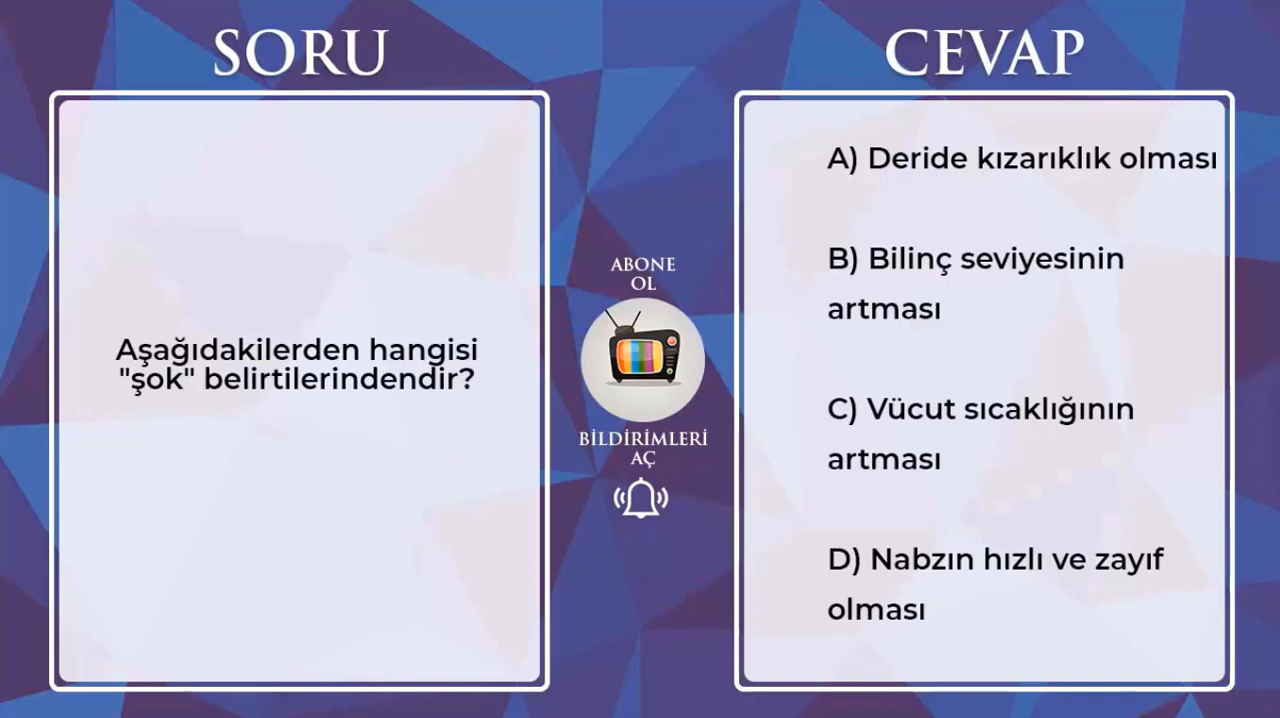 SORU
Aşağıdakilerden hangisi
"şok" belirtilerindendir?
ABONE
OL
BİLDİRİMLERİ
AÇ
CEVAP
A) Deride kızarıklık olması
B) Bilinç seviyesinin
artması
C) Vücut sıcaklığının
artması
D) Nabzın hızlı ve zayıf
olması